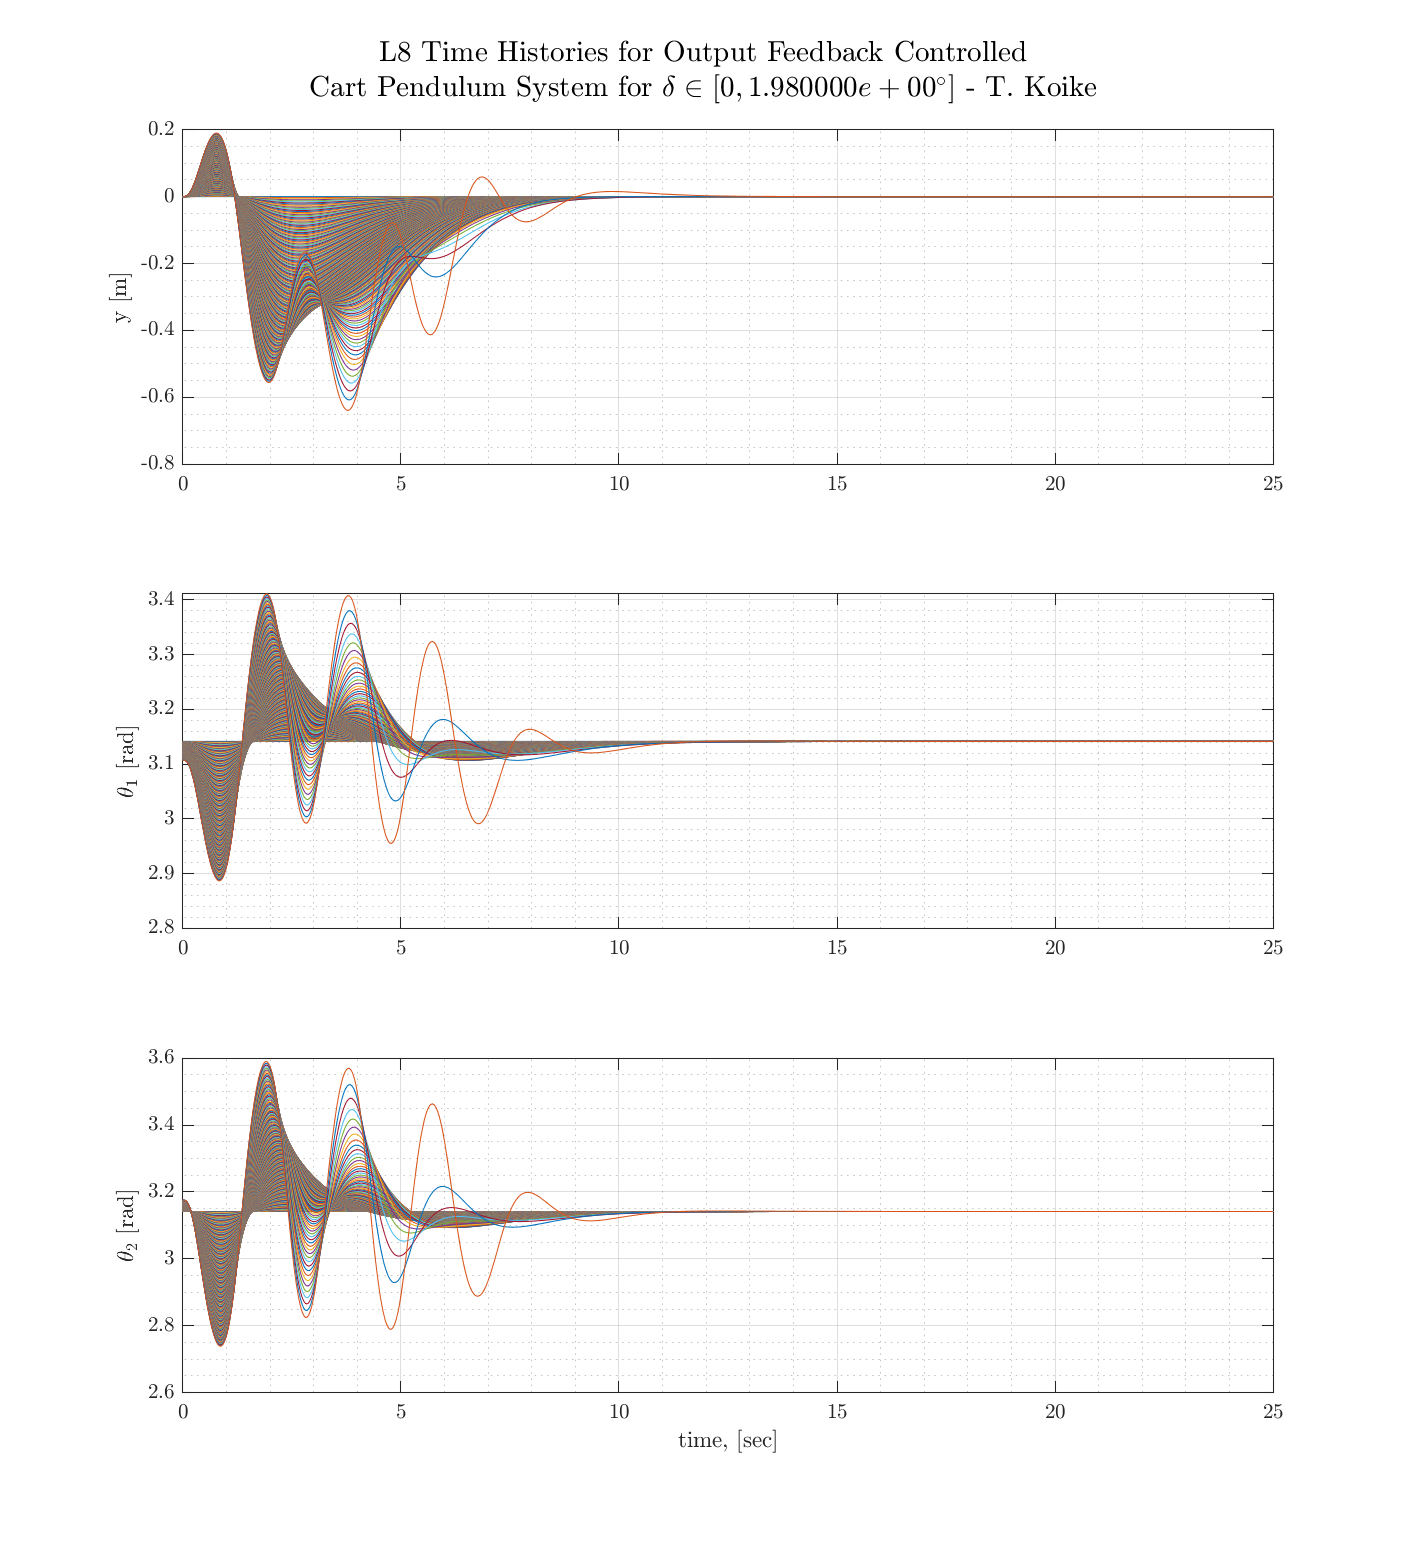 L8 Time Histories for Output Feedback Controlled
Cart Pendulum System for δ ∈ [0, 1.980000e + 00°] - T. Koike
0.2
0
-0.2
-0.4
-0.6
-0.8
y [m]
0 5 10 15 20 25
3.4
3.3
3.2
3.1
3
2.9
2.8
θ₁ [rad]
0 5 10 15 20 25
3.6
3.4
3.2
3
2.8
2.6
θ₂ [rad]
0 5 10 15 20 25
time, [sec]